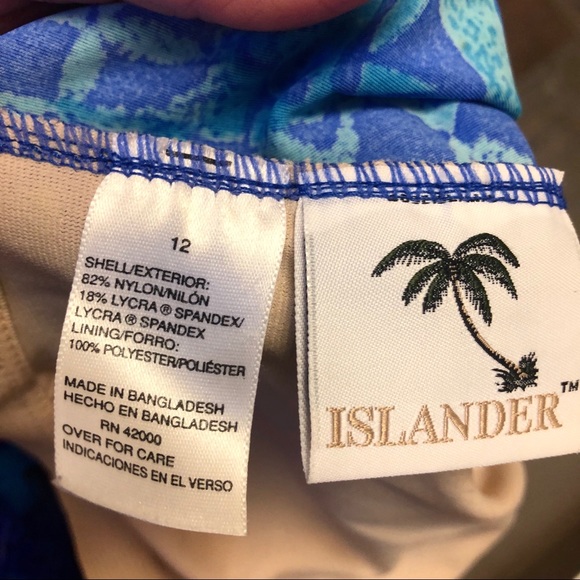 12
SHELL/EXTERIOR:
82% NYLON/NILÓN
18% LYCRA ® SPANDEX/
LYCRA ® SPANDEX
LINING/FORRO:
100% POLYESTER/POLIÉSTER
MADE IN BANGLADESH
HECHO EN BANGLADESH
RN 42000
OVER FOR CARE
INDICACIONES EN EL VERSO
ISLANDER™